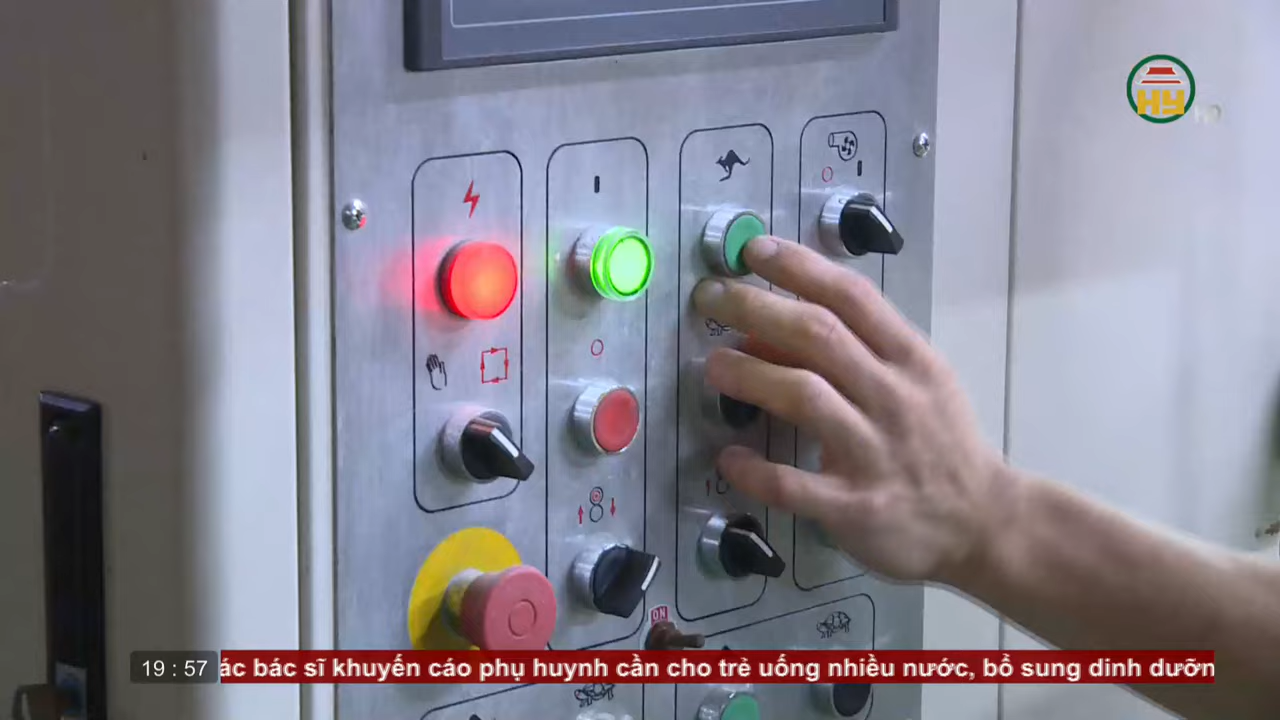 HY
ON
19 : 57
ác bác sĩ khuyến cáo phụ huynh cần cho trẻ uống nhiều nước, bổ sung dinh dưỡn